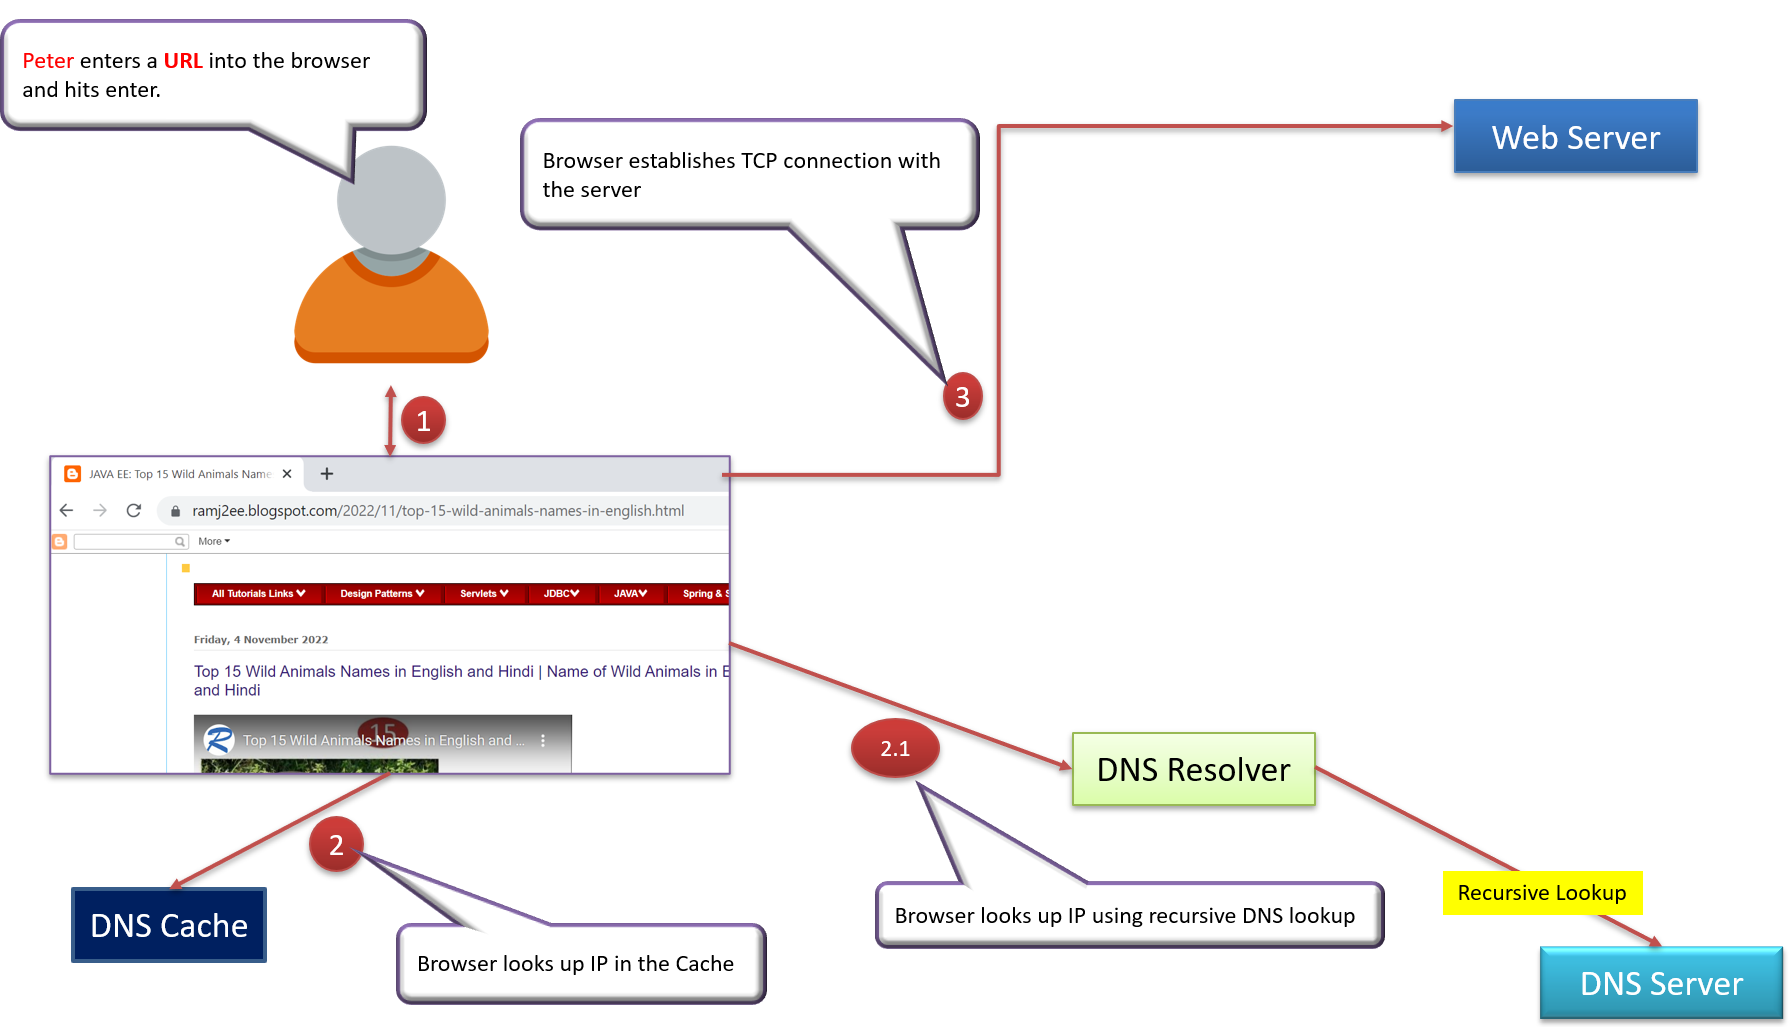 Peter enters a URL into the browser
and hits enter.
Browser establishes TCP connection with
the server
Web Server
3
1
JAVA EE: Top 15 Wild Animals Name
ramj2ee.blogspot.com/2022/11/top-15-wild-animals-names-in-english.html
More
All Tutorials Links Design Patterns Servlets JDBC JAVA Spring & S
Friday, 4 November 2022
Top 15 Wild Animals Names in English and Hindi | Name of Wild Animals in E
and Hindi
15
Top 15 Wild Animals Names in English and ...
2.1
DNS Resolver
2
DNS Cache
Browser looks up IP in the Cache
Browser looks up IP using recursive DNS lookup
Recursive Lookup
DNS Server